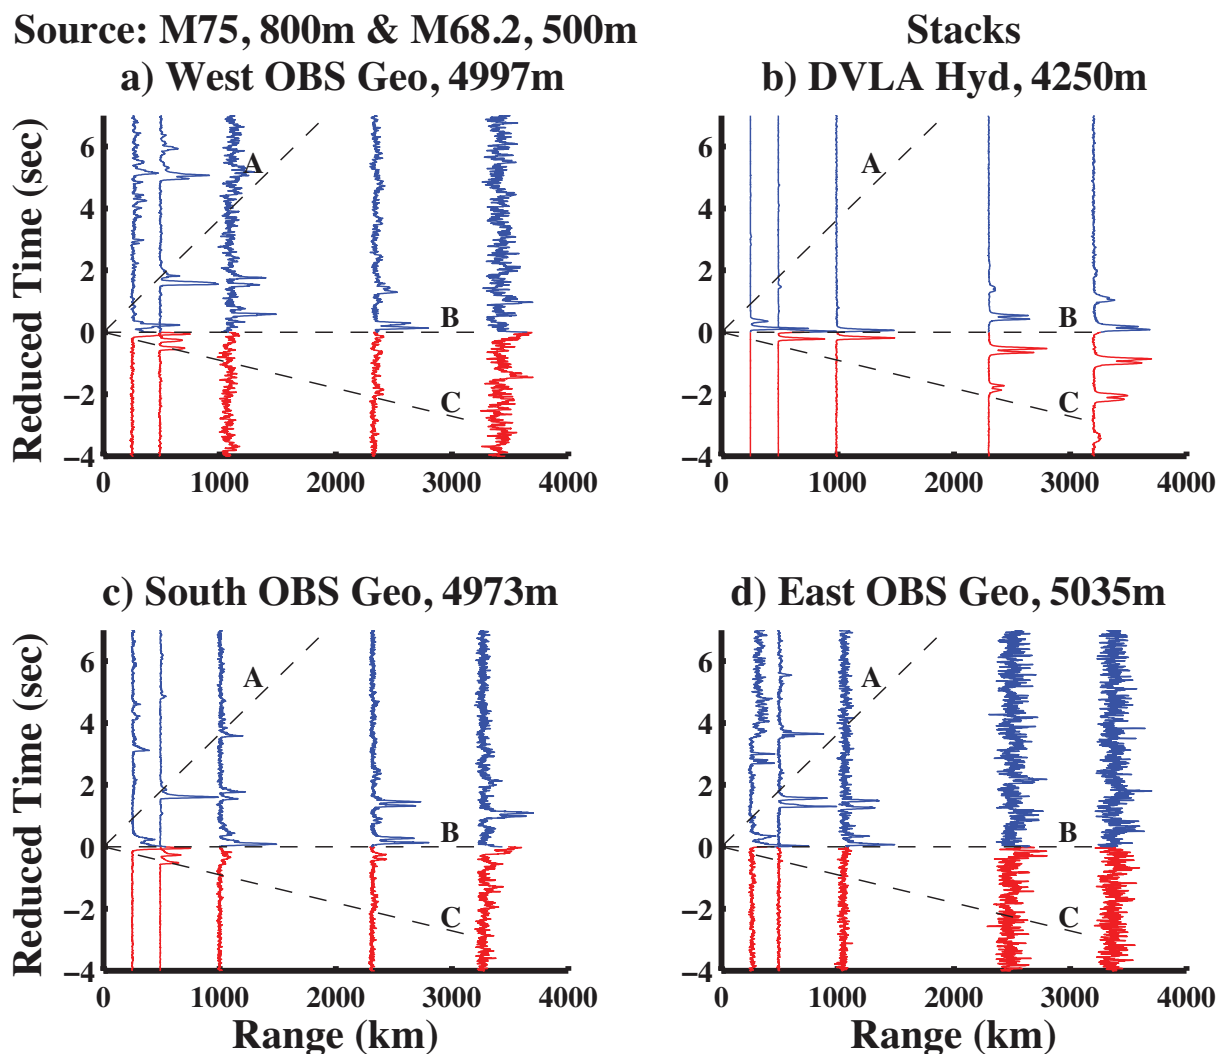 Source: M75, 800m & M68.2, 500m
Stacks
a) West OBS Geo, 4997m
b) DVLA Hyd, 4250m
Reduced Time (sec)
6
4
2
0
−2
−4
A
B
C
0 1000 2000 3000 4000
6
4
2
0
−2
−4
A
B
C
0 1000 2000 3000 4000
c) South OBS Geo, 4973m
d) East OBS Geo, 5035m
Reduced Time (sec)
6
4
2
0
−2
−4
A
B
C
0 1000 2000 3000 4000
Range (km)
6
4
2
0
−2
−4
A
B
C
0 1000 2000 3000 4000
Range (km)